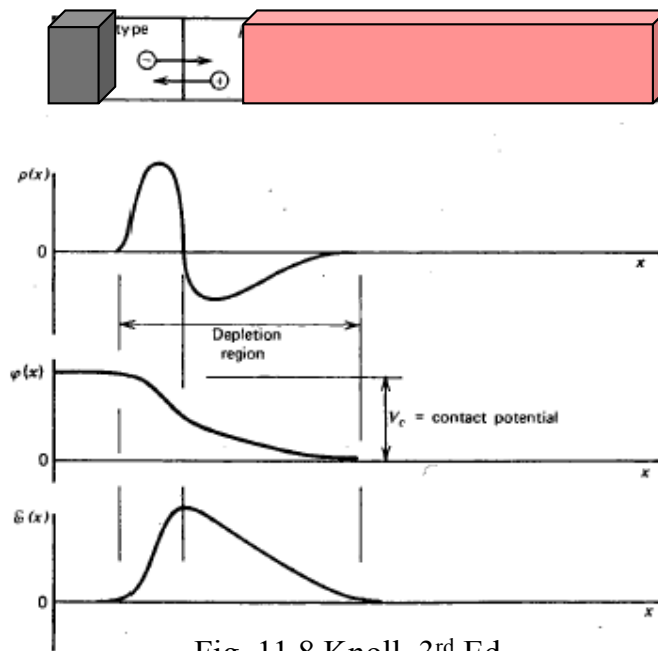 type
− +
ρ(x)
0
x
Depletion
region
φ(x)
V_c = contact potential
0
x
ℰ(x)
0
x
Fig. 11.8 Knoll, 3rd Ed.